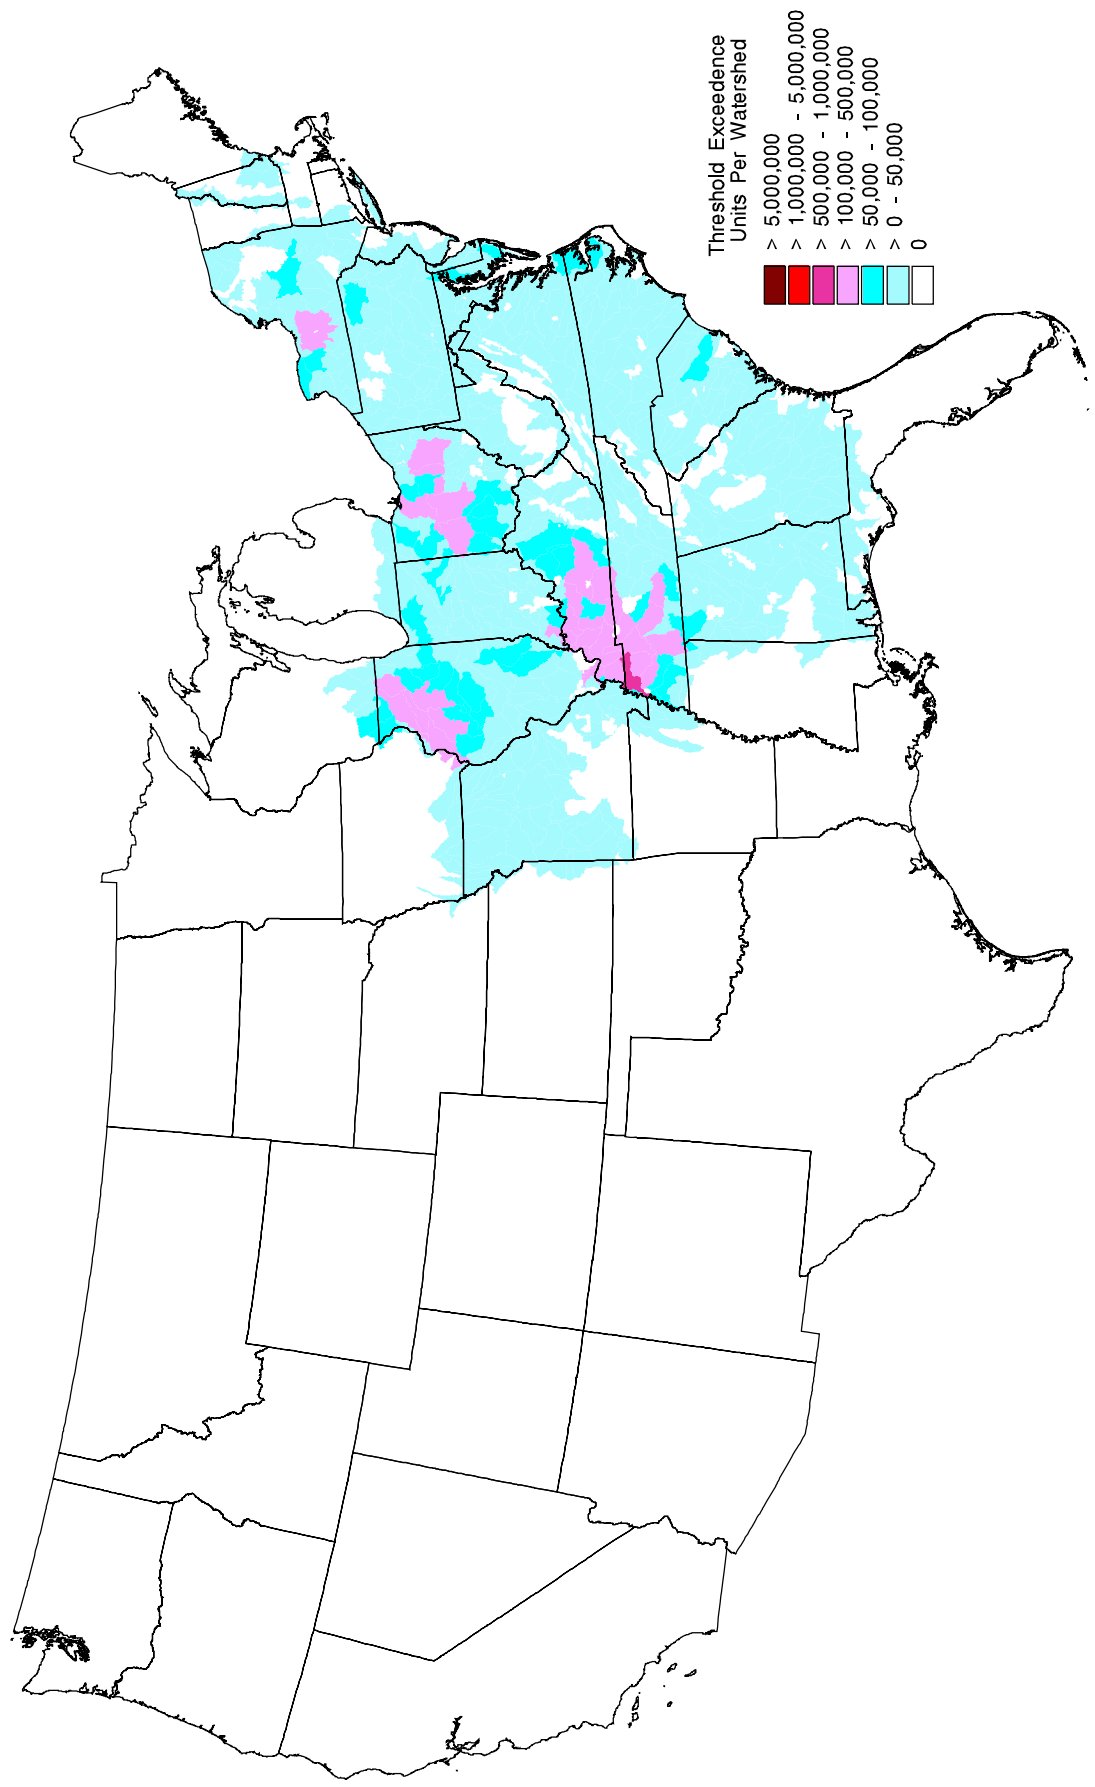 Threshold Exceedence
Units Per Watershed
> 5,000,000
> 1,000,000 - 5,000,000
> 500,000 - 1,000,000
> 100,000 - 500,000
> 50,000 - 100,000
> 0 - 50,000
0